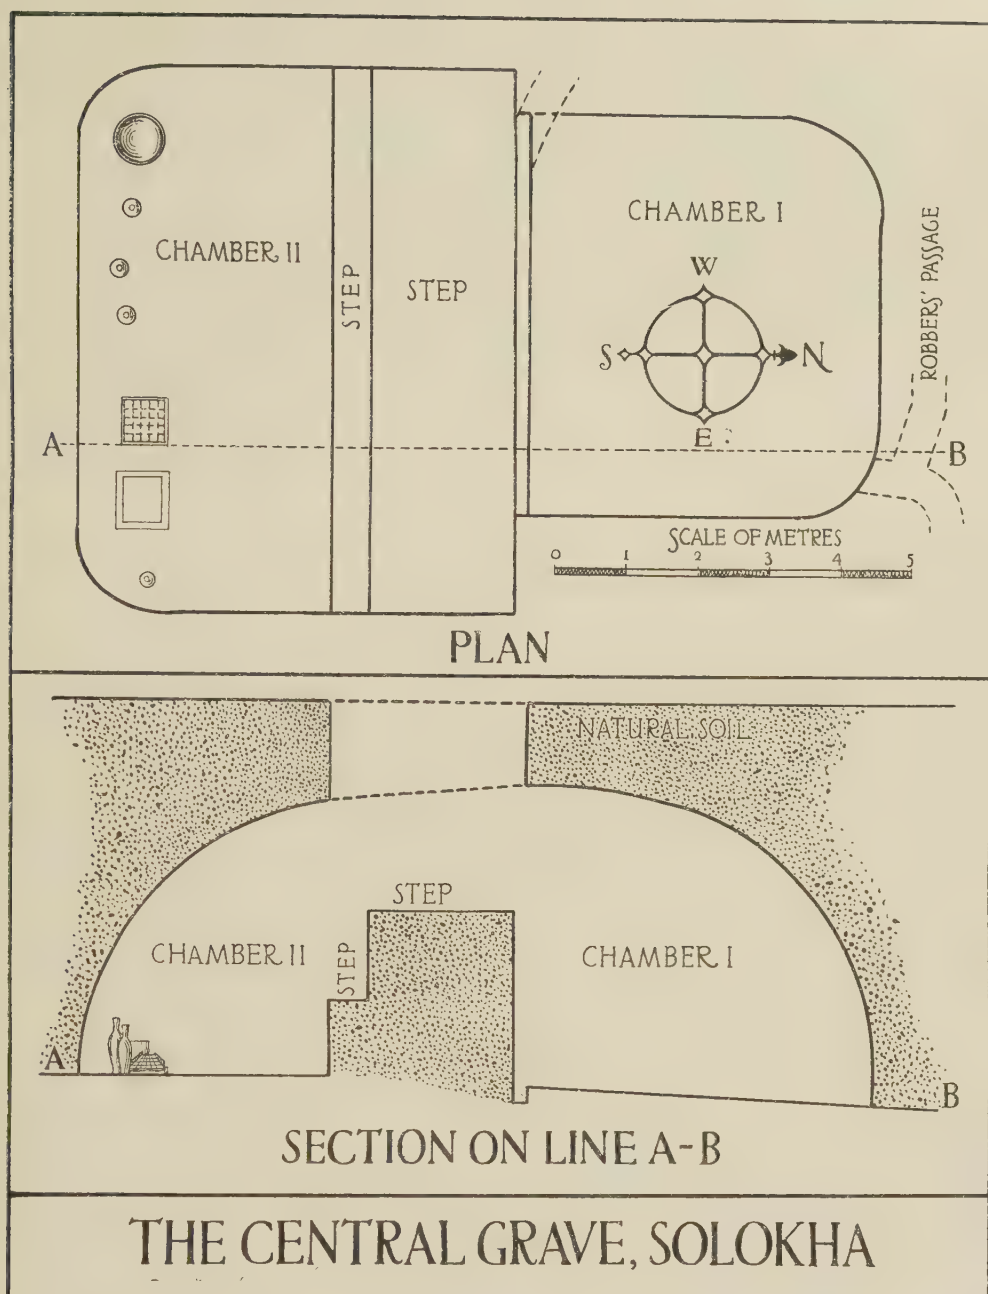 CHAMBER II
STEP
STEP
CHAMBER I
W
S
N
E
ROBBERS' PASSAGE
A
B
SCALE OF METRES
0 1 2 3 4 5
PLAN
NATURAL SOIL
STEP
STEP
CHAMBER II
CHAMBER I
A
B
SECTION ON LINE A-B
THE CENTRAL GRAVE, SOLOKHA